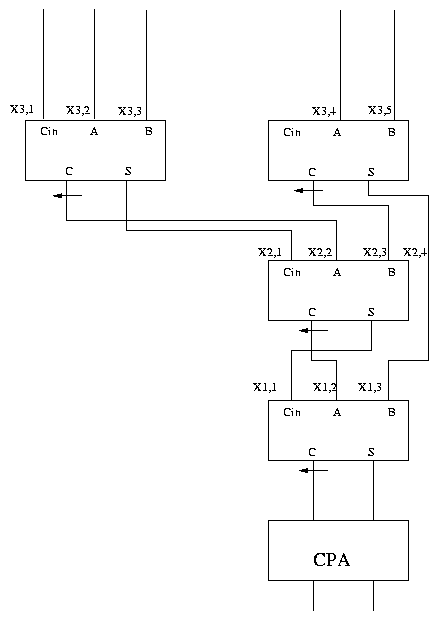 X3,1 X3,2 X3,3 X3,4 X3,5
Cin A B Cin A B
C S C S
X2,1 X2,2 X2,3 X2,4
Cin A B
C S
X1,1 X1,2 X1,3
Cin A B
C S
CPA